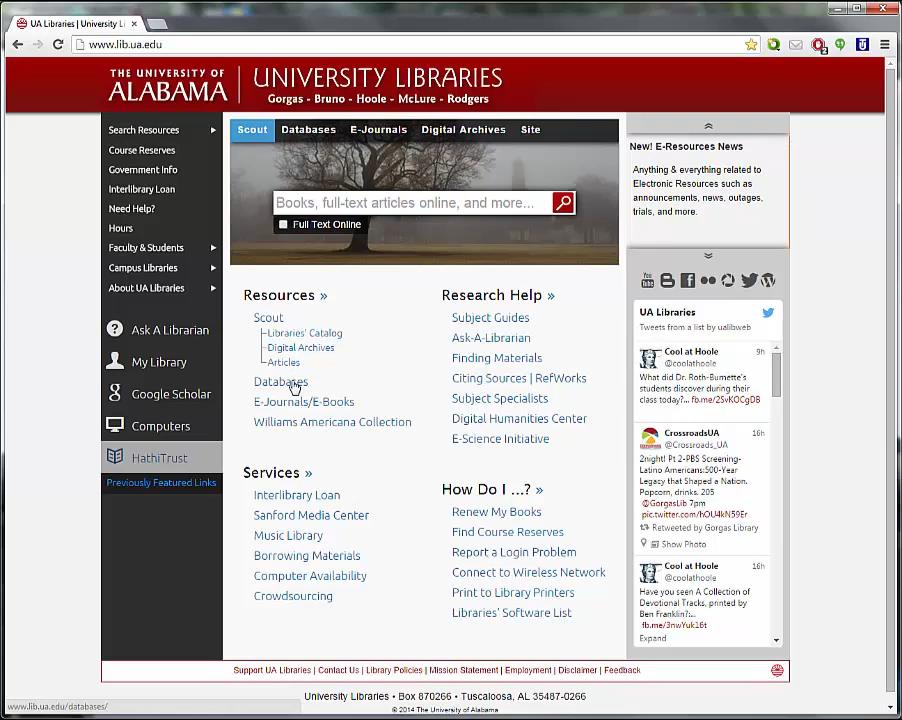 UA Libraries | University Li
www.lib.ua.edu
THE UNIVERSITY OF
ALABAMA
UNIVERSITY LIBRARIES
Gorgas - Bruno - Hoole - McLure - Rodgers
Search Resources
Course Reserves
Government Info
Interlibrary Loan
Need Help?
Hours
Faculty & Students
Campus Libraries
About UA Libraries
Ask A Librarian
My Library
Google Scholar
Computers
HathiTrust
Previously Featured Links
Scout Databases E-Journals Digital Archives Site
Books, full-text articles online, and more...
Full Text Online
Resources »
Scout
Libraries' Catalog
Digital Archives
Articles
Databases
E-Journals/E-Books
Williams Americana Collection
Services »
Interlibrary Loan
Sanford Media Center
Music Library
Borrowing Materials
Computer Availability
Crowdsourcing
Research Help »
Subject Guides
Ask-A-Librarian
Finding Materials
Citing Sources | RefWorks
Subject Specialists
Digital Humanities Center
E-Science Initiative
How Do I ...? »
Renew My Books
Find Course Reserves
Report a Login Problem
Connect to Wireless Network
Print to Library Printers
Libraries' Software List
New! E-Resources News
Anything & everything related to
Electronic Resources such as
announcements, news, outages,
trials, and more.
UA Libraries
Tweets from a list by ualibweb
Cool at Hoole 9h
@coolathoole
What did Dr. Roth-Burnette's
students discover during their
class today?... fb.me/2SvKOCgDB
CrossroadsUA 16h
@Crossroads_UA
2night! Pt 2-PBS Screening-
Latino Americans:500-Year
Legacy that Shaped a Nation.
Popcorn, drinks. 205
@GorgasLib 7pm
pic.twitter.com/hOU4kN59Er
Retweeted by Gorgas Library
Show Photo
Cool at Hoole 16h
@coolathoole
Have you seen A Collection of
Devotional Tracks, printed by
Ben Franklin?...
fb.me/3nwYuk16t
Expand
Support UA Libraries | Contact Us | Library Policies | Mission Statement | Employment | Disclaimer | Feedback
University Libraries • Box 870266 • Tuscaloosa, AL 35487-0266
© 2014 The University of Alabama
www.lib.ua.edu/databases/